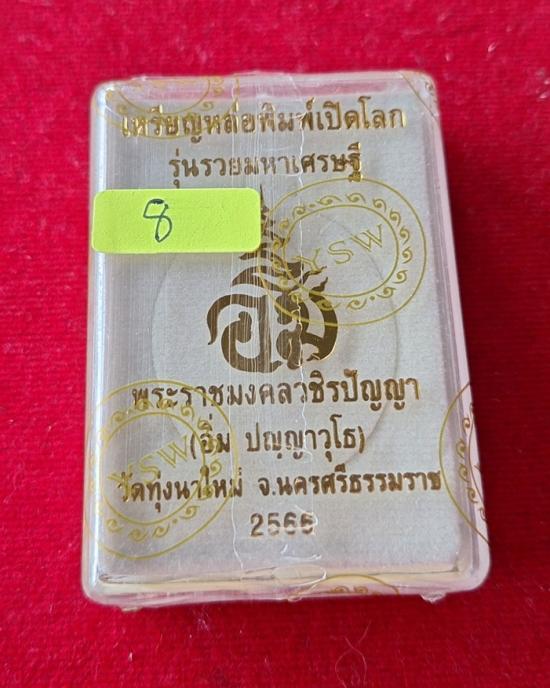 เหรียญหล่อพิมพ์เปิดโลก
รุ่นรวยมหาเศรษฐี
8
YSW
พระราชมงคลวชิรปัญญา
(อิ่ม ปญฺญาวุโธ)
YSW
วัดทุ่งนาใหม่ จ.นครศรีธรรมราช
2566